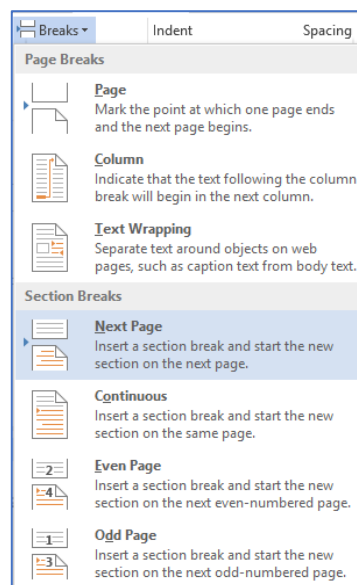 Breaks
Indent
Spacing
Page Breaks
Page
Mark the point at which one page ends
and the next page begins.
Column
Indicate that the text following the column
break will begin in the next column.
Text Wrapping
Separate text around objects on web
pages, such as caption text from body text.
Section Breaks
Next Page
Insert a section break and start the new
section on the next page.
Continuous
Insert a section break and start the new
section on the same page.
2
4
Even Page
Insert a section break and start the new
section on the next even-numbered page.
1
3
Odd Page
Insert a section break and start the new
section on the next odd-numbered page.